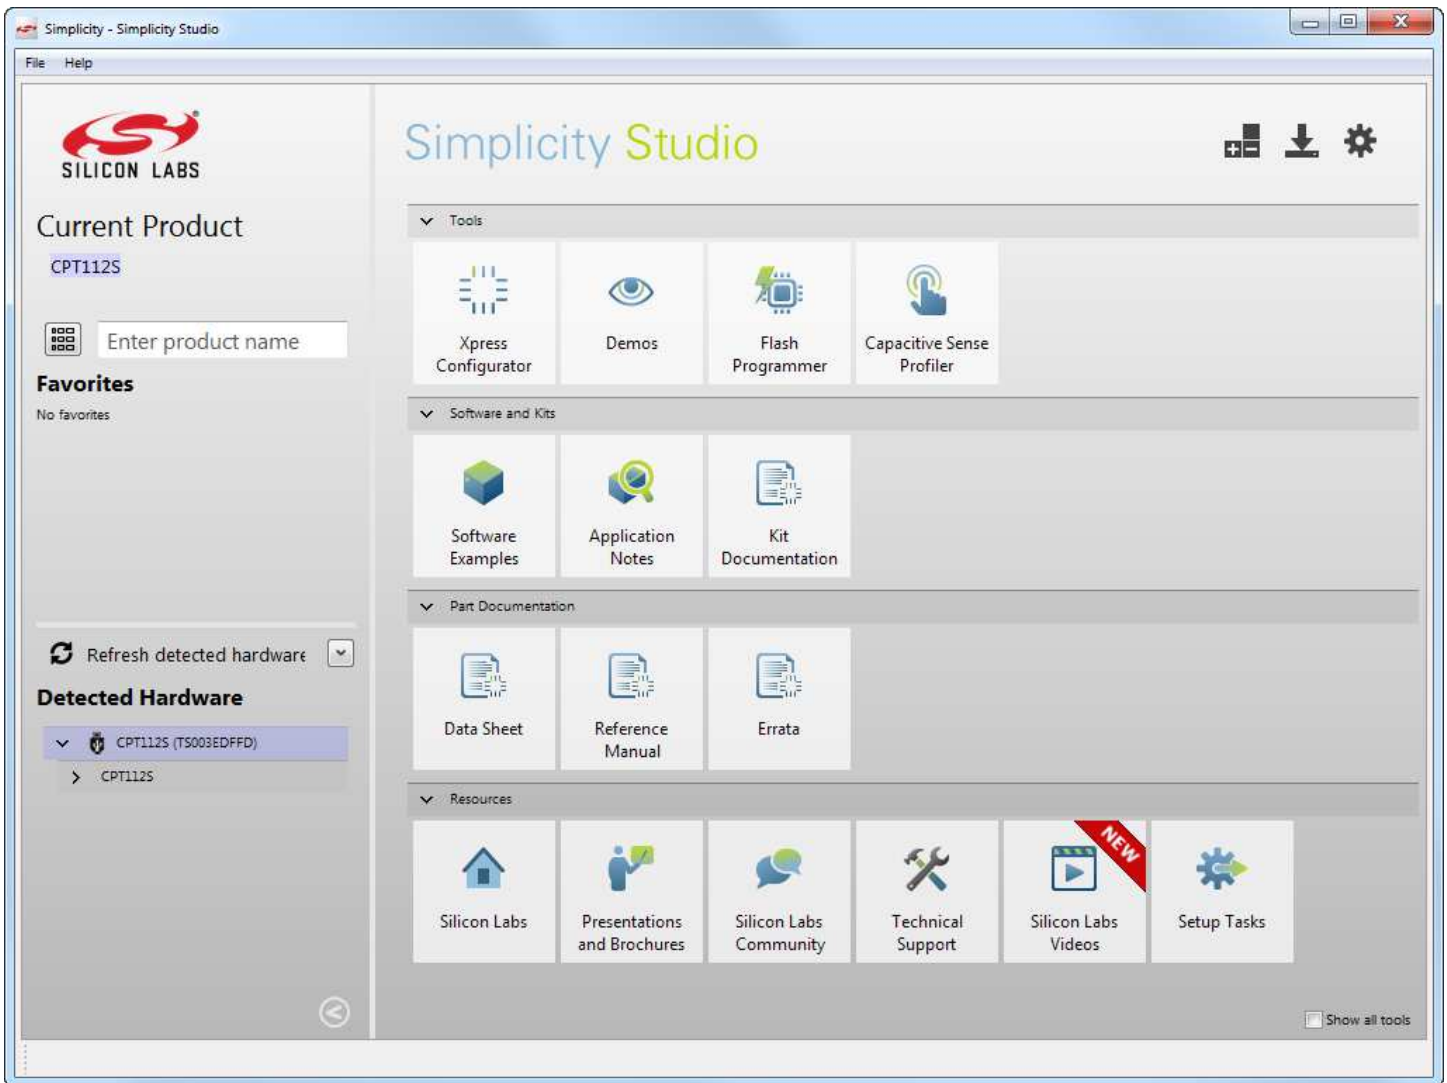 Simplicity - Simplicity Studio
File Help
SILICON LABS
Simplicity Studio
Current Product
CPT112S
Enter product name
Favorites
No favorites
Refresh detected hardware
Detected Hardware
CPT112S (TS003EDFFD)
CPT112S
Tools
Xpress
Configurator
Demos
Flash
Programmer
Capacitive Sense
Profiler
Software and Kits
Software
Examples
Application
Notes
Kit
Documentation
Part Documentation
Data Sheet
Reference
Manual
Errata
Resources
Silicon Labs
Presentations
and Brochures
Silicon Labs
Community
Technical
Support
NEW
Silicon Labs
Videos
Setup Tasks
Show all tools